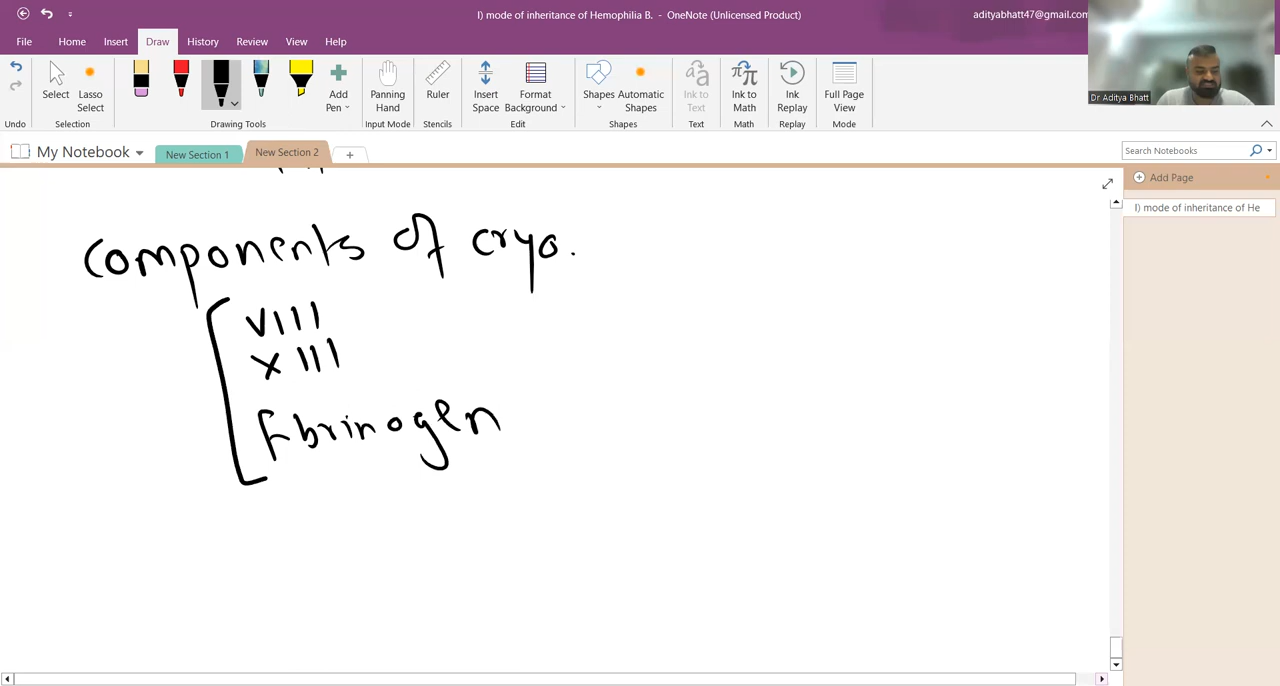 I) mode of inheritance of Hemophilia B. - OneNote (Unlicensed Product)
adityabhatt47@gmail.com
File Home Insert Draw History Review View Help
Dr Aditya Bhatt
Undo
Select
Lasso Select
Selection
Drawing Tools
Add Pen
Panning Hand
Input Mode
Ruler
Stencils
Insert Space
Format Background
Edit
Shapes
Automatic Shapes
Shapes
Ink to Text
Text
Ink to Math
Math
Ink Replay
Replay
Full Page View
Mode
My Notebook
New Section 1
New Section 2
Search Notebooks
Add Page
I) mode of inheritance of He
components of cryo.
VIII
XIII
Fibrinogen